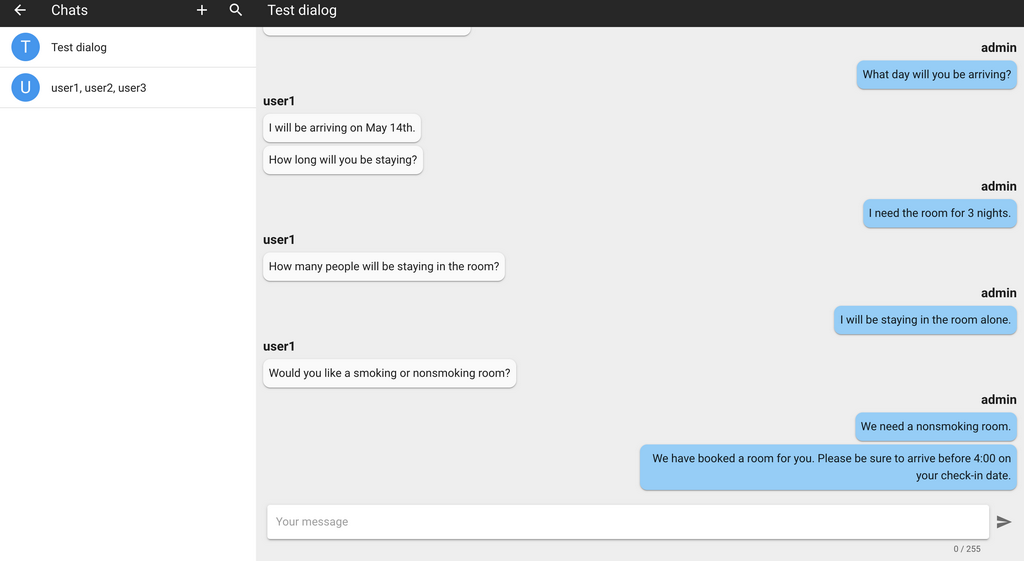 Chats
Test dialog
T
Test dialog
U
user1, user2, user3
admin
What day will you be arriving?
user1
I will be arriving on May 14th.
How long will you be staying?
admin
I need the room for 3 nights.
user1
How many people will be staying in the room?
admin
I will be staying in the room alone.
user1
Would you like a smoking or nonsmoking room?
admin
We need a nonsmoking room.
We have booked a room for you. Please be sure to arrive before 4:00 on
your check-in date.
Your message
0 / 255